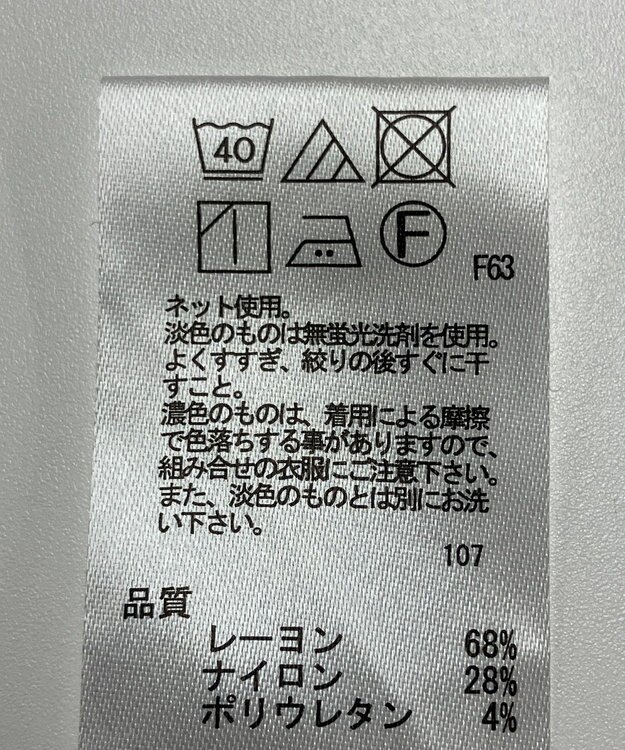 40
F
F63
ネット使用。
淡色のものは無蛍光洗剤を使用。
よくすすぎ、絞りの後すぐに干
すこと。
濃色のものは、着用による摩擦
で色落ちする事がありますので、
組み合せの衣服にご注意下さい。
また、淡色のものとは別にお洗
い下さい。
107
品質
レーヨン 68%
ナイロン 28%
ポリウレタン 4%